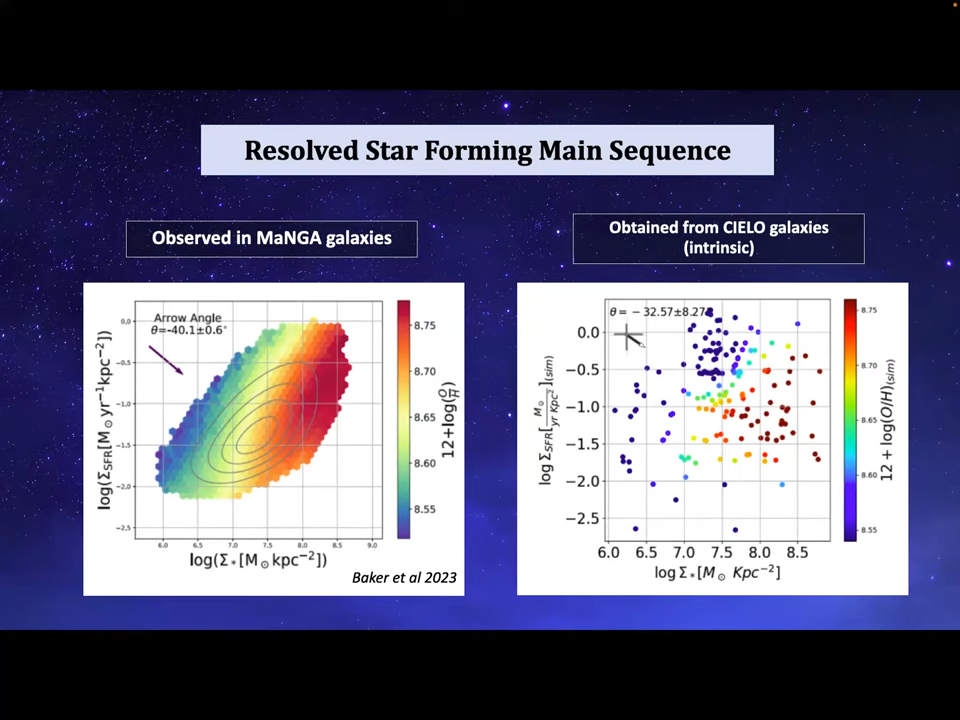 Resolved Star Forming Main Sequence
Observed in MaNGA galaxies
Obtained from CIELO galaxies
(intrinsic)
Arrow Angle
θ=-40.1±0.6°
0.0
−0.5
−1.0
−1.5
−2.0
−2.5
log(Σ_SFR[M⊙ yr⁻¹kpc⁻²])
6.0 6.5 7.0 7.5 8.0 8.5 9.0
log(Σ*[M⊙kpc⁻²])
8.75
8.70
8.65
8.60
8.55
12+log(O/H)
Baker et al 2023
θ = − 32.57±8.27
0.0
−0.5
−1.0
−1.5
−2.0
−2.5
log Σ_SFR[M⊙/yr Kpc²](sim)
6.0 6.5 7.0 7.5 8.0 8.5
log Σ*[M⊙ Kpc⁻²]
8.75
8.70
8.65
8.60
8.55
12 + log(O/H)(sim)